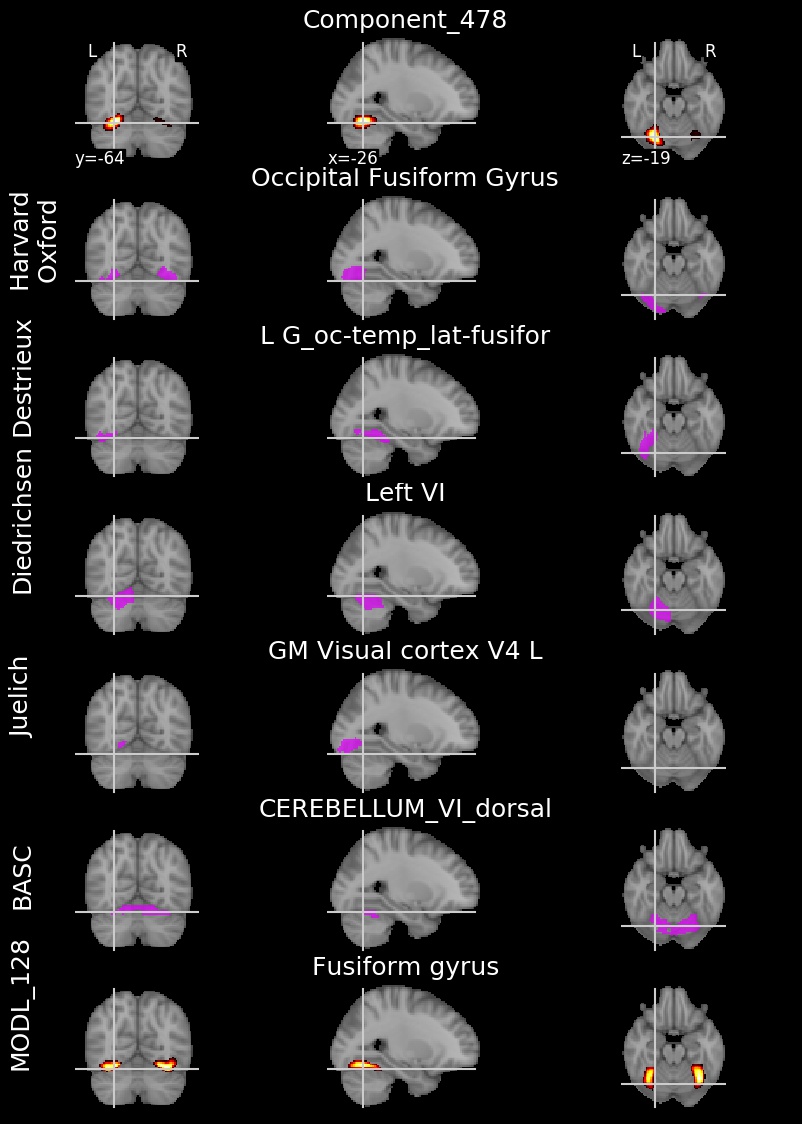 Component_478
L R
L R
y=-64
x=-26
z=-19
Occipital Fusiform Gyrus
Harvard
Oxford
L G_oc-temp_lat-fusifor
Destrieux
Left VI
Diedrichsen
GM Visual cortex V4 L
Juelich
CEREBELLUM_VI_dorsal
BASC
Fusiform gyrus
MODL_128